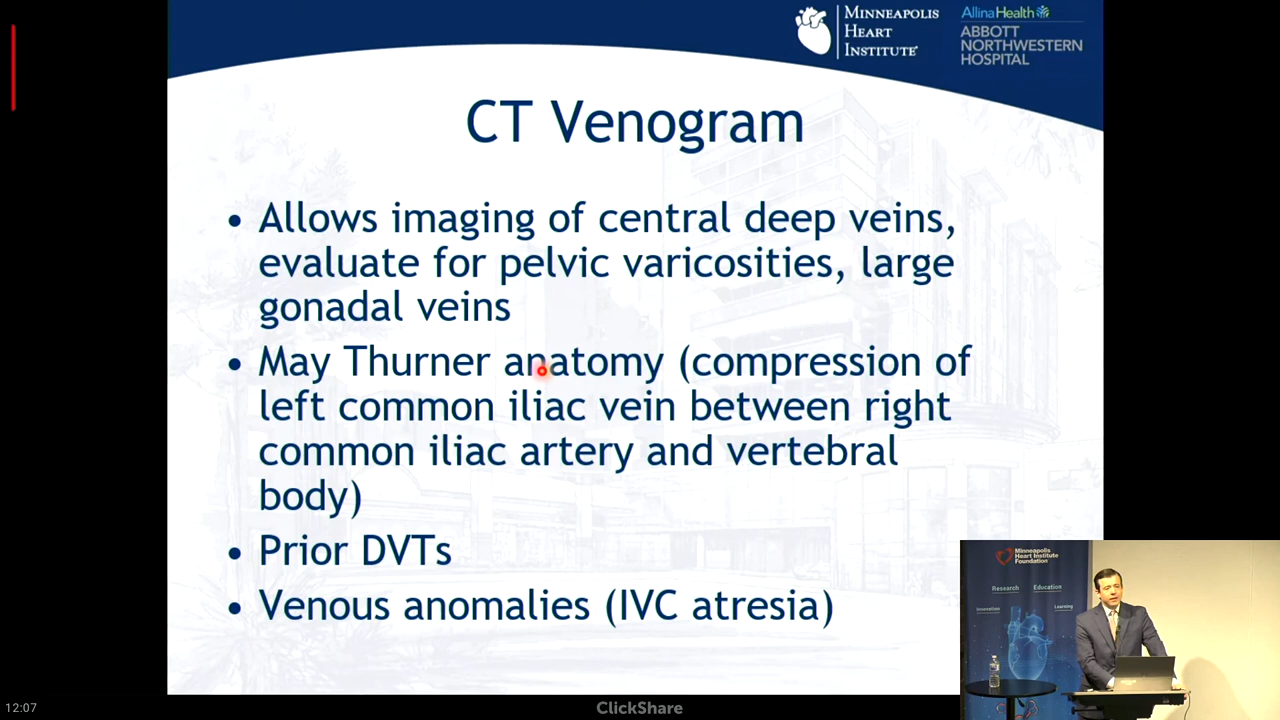 MINNEAPOLIS
HEART
INSTITUTE
AllinaHealth
ABBOTT
NORTHWESTERN
HOSPITAL
CT Venogram
• Allows imaging of central deep veins,
evaluate for pelvic varicosities, large
gonadal veins
• May Thurner anatomy (compression of
left common iliac vein between right
common iliac artery and vertebral
body)
• Prior DVTs
• Venous anomalies (IVC atresia)
Minneapolis
Heart Institute
Foundation
Research Education
Innovation Learning
12:07
ClickShare